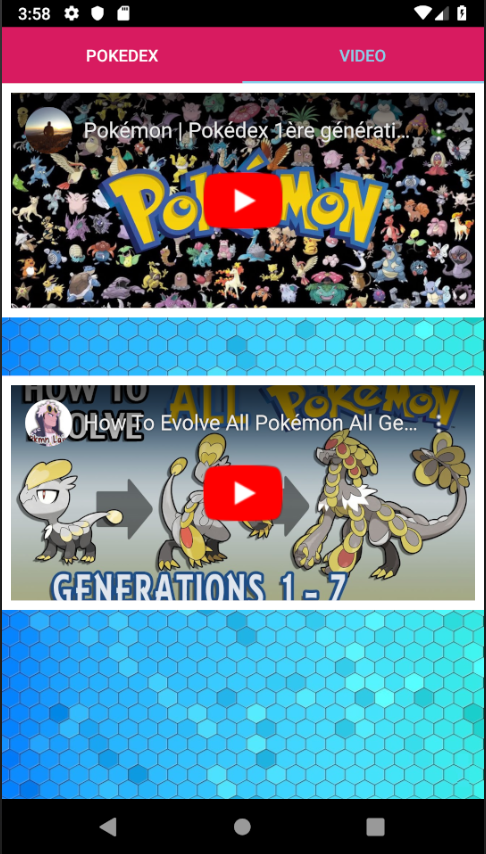 3:58
POKEDEX
VIDEO
Pokémon | Pokédex 1ère générati...
POKÉMON
How To Evolve All Pokémon All Ge...
HOW TO ALL POKÉMON
EVOLVE
GENERATIONS 1 - 7